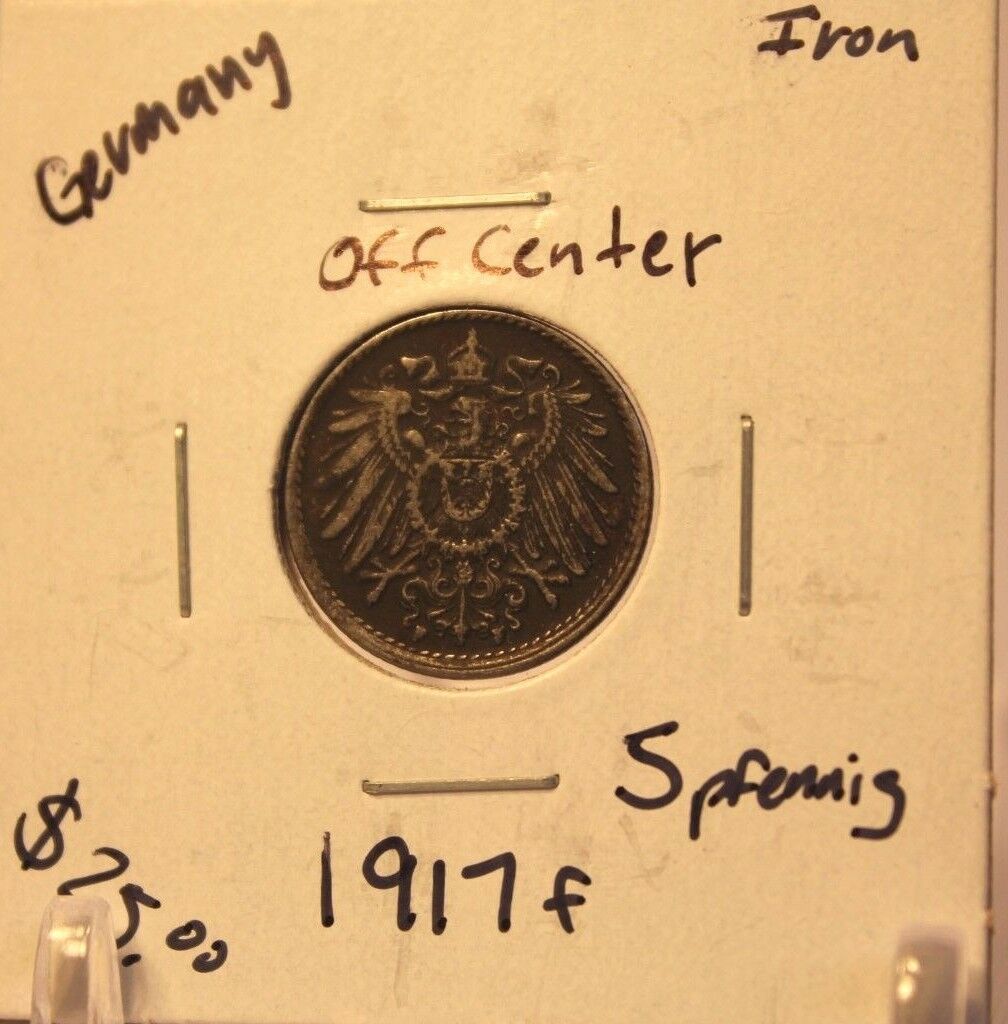 Germany
Iron
Off Center
5 pfennig
1917 f
$25.00